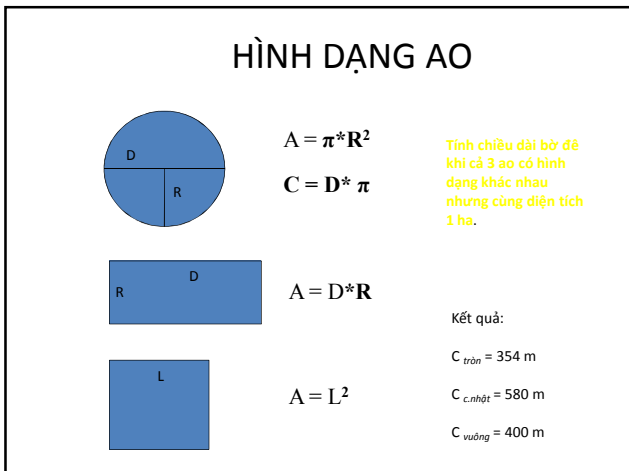 HÌNH DẠNG AO
D
R
A = π*R²
C = D* π
Tính chiều dài bờ đê
khi cả 3 ao có hình
dạng khác nhau
nhưng cùng diện tích
1 ha.
D
R
A = D*R
L
A = L²
Kết quả:
C tròn = 354 m
C c.nhật = 580 m
C vuông = 400 m